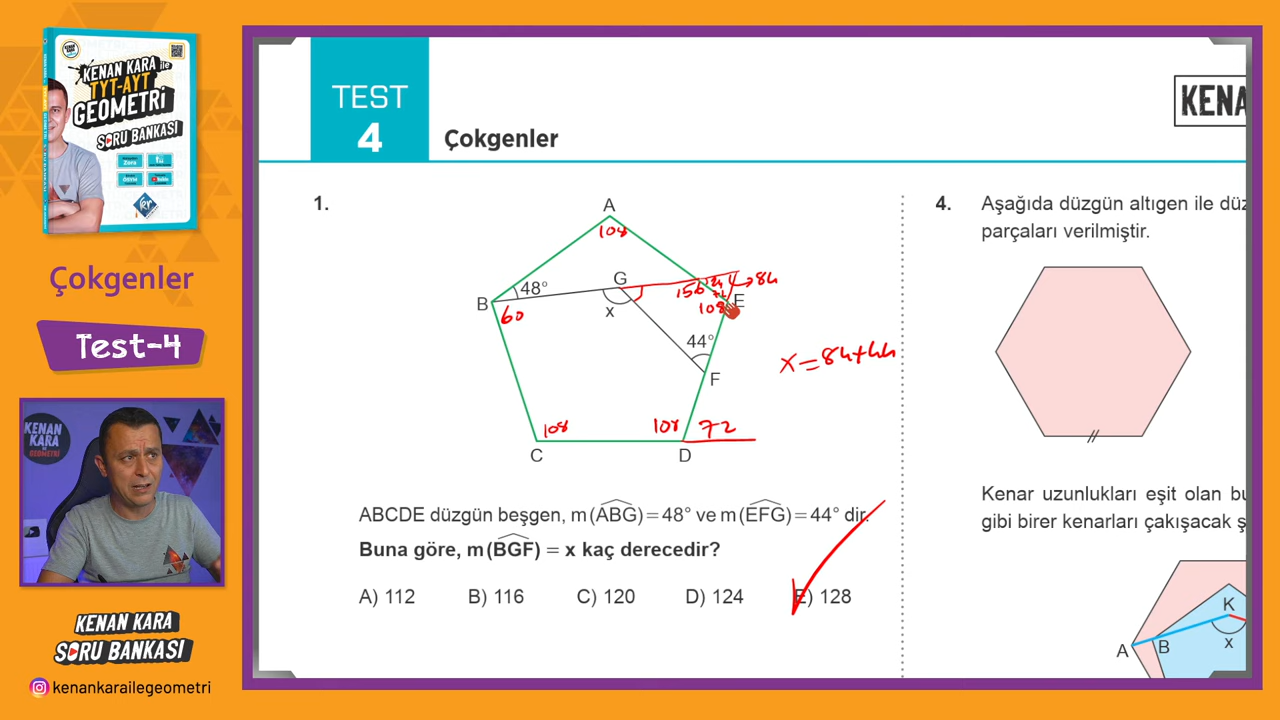 KENAN KARA ile
TYT-AYT
GEOMETRİ
SORU BANKASI
Çokgenler
Test-4
KENAN KARA
KENAN KARA
SORU BANKASI
kenankarailegeometri
TEST
4
Çokgenler
KENA
1.
A
108
B
48°
60
G
x
156
24
84
108
E
44°
F
x=84+44
108
108
72
C
D
ABCDE düzgün beşgen, m(ABG)=48° ve m(EFG)=44° dir.
Buna göre, m(BGF) = x kaç derecedir?
A) 112 B) 116 C) 120 D) 124 E) 128
4. Aşağıda düzgün altıgen ile düz
parçaları verilmiştir.
Kenar uzunlukları eşit olan bu
gibi birer kenarları çakışacak ş
K
A
B
x